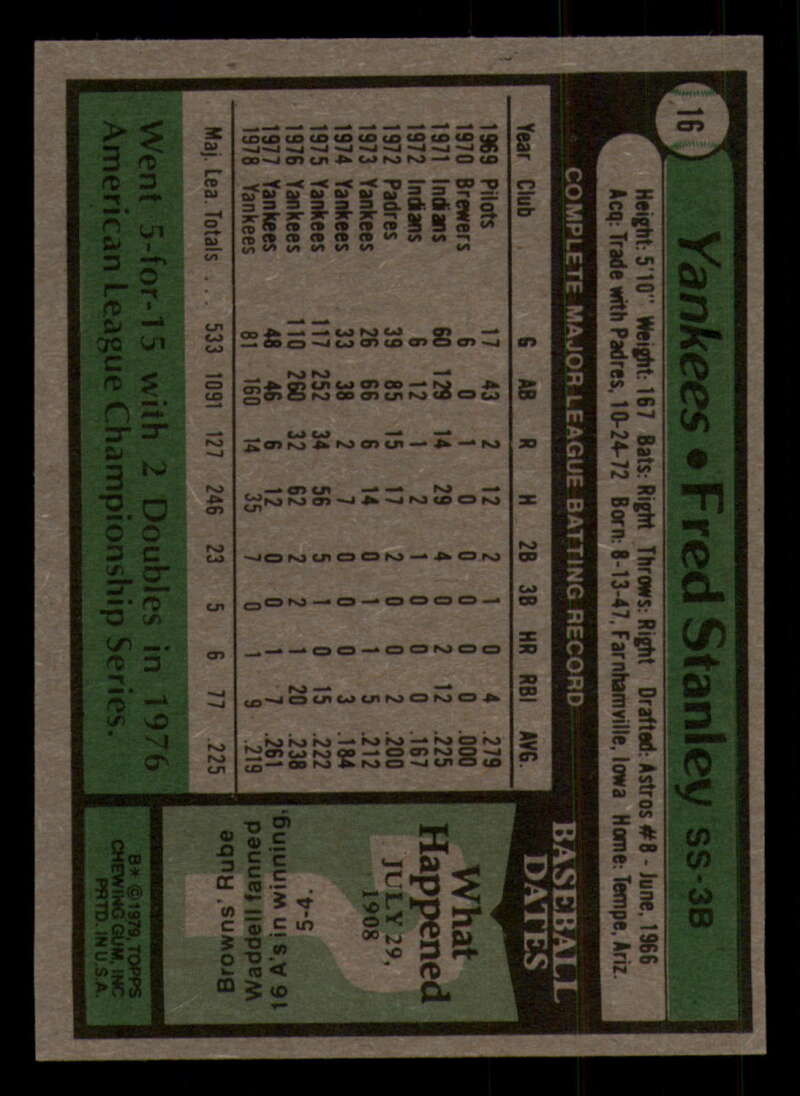 16
Yankees • Fred Stanley SS-3B
Height: 5'10" Weight: 167 Bats: Right Throws: Right Drafted: Astros #8 - June, 1966
Acq: Trade with Padres, 10-24-72 Born: 8-13-47, Farnhamville, Iowa Home: Tempe, Ariz.
COMPLETE MAJOR LEAGUE BATTING RECORD
Year Club G AB R H 2B 3B HR RBI AVG.
1969 Pilots 17 43 2 12 2 1 0 4 .279
1970 Brewers 6 0 1 0 0 0 0 0 .000
1971 Indians 60 129 14 29 4 0 2 12 .225
1972 Indians 6 12 1 2 1 0 0 0 .167
1972 Padres 39 85 15 17 2 0 0 2 .200
1973 Yankees 26 66 6 14 0 1 1 5 .212
1974 Yankees 33 38 2 7 0 0 0 3 .184
1975 Yankees 117 252 34 56 5 1 0 15 .222
1976 Yankees 110 260 32 62 2 2 1 20 .238
1977 Yankees 48 46 6 12 0 0 1 7 .261
1978 Yankees 81 160 14 35 7 0 1 9 .219
Maj. Lea. Totals . . . 533 1091 127 246 23 5 6 77 .225
Went 5-for-15 with 2 Doubles in 1976
American League Championship Series.
BASEBALL
DATES
What
Happened
JULY 29,
1908
?
Browns' Rube
Waddell fanned
16 A's in winning,
5-4.
B* ©1979, TOPPS
CHEWING GUM, INC
PRTD. IN U.S.A.